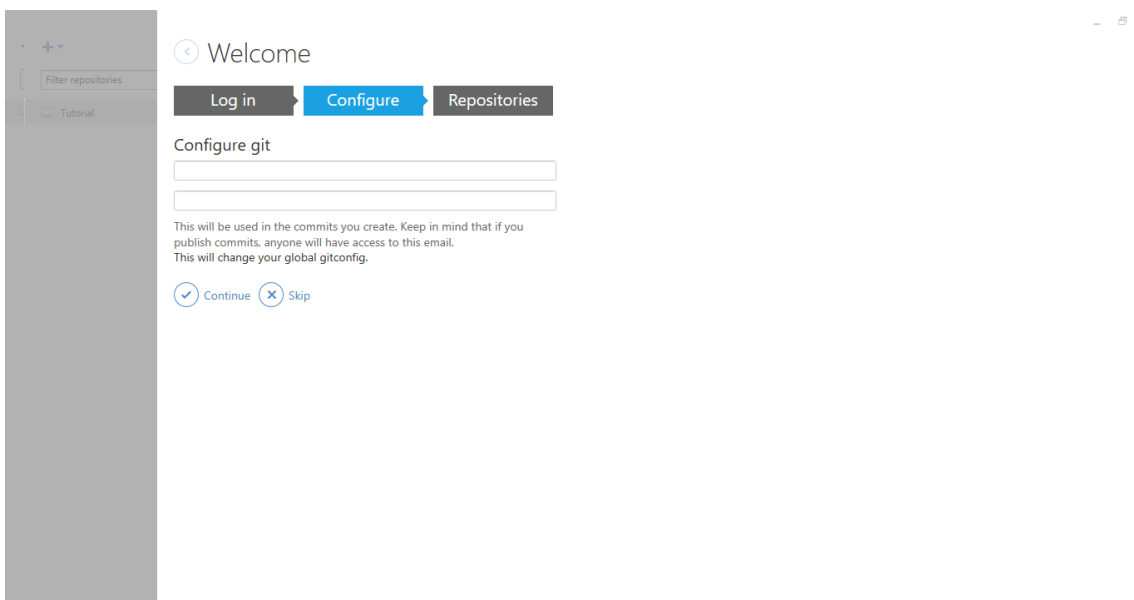 Welcome
Filter repositories
Tutorial
Log in
Configure
Repositories
Configure git
This will be used in the commits you create. Keep in mind that if you
publish commits, anyone will have access to this email.
This will change your global gitconfig.
Continue
Skip